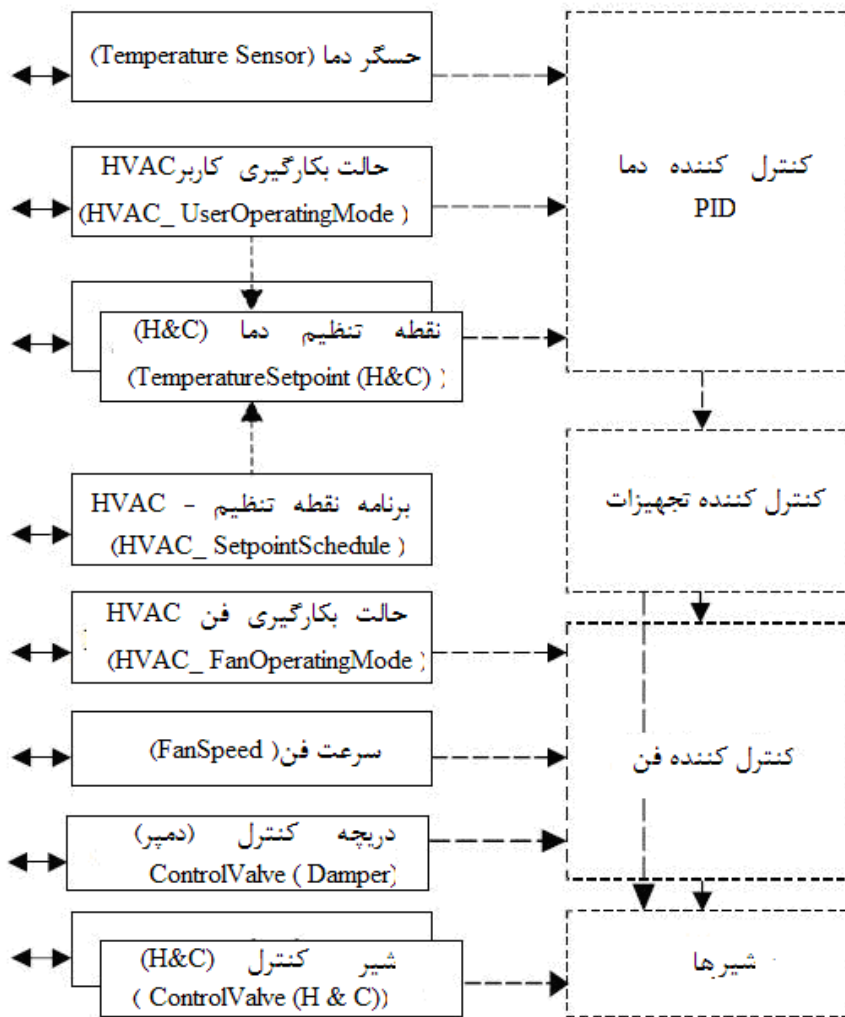 حسگر دما (Temperature Sensor)
حالت بکارگیری کاربر HVAC
(HVAC_ UserOperatingMode )
نقطه تنظیم دما (H&C)
(TemperatureSetpoint (H&C) )
برنامه نقطه تنظیم - HVAC
(HVAC_ SetpointSchedule )
حالت بکارگیری فن HVAC
(HVAC_ FanOperatingMode )
سرعت فن (FanSpeed )
دریچه کنترل (دمپر)
ControlValve ( Damper)
شیر کنترل (H&C)
( ControlValve (H & C))
کنترل کننده دما
PID
کنترل کننده تجهیزات
کنترل کننده فن
شیرها